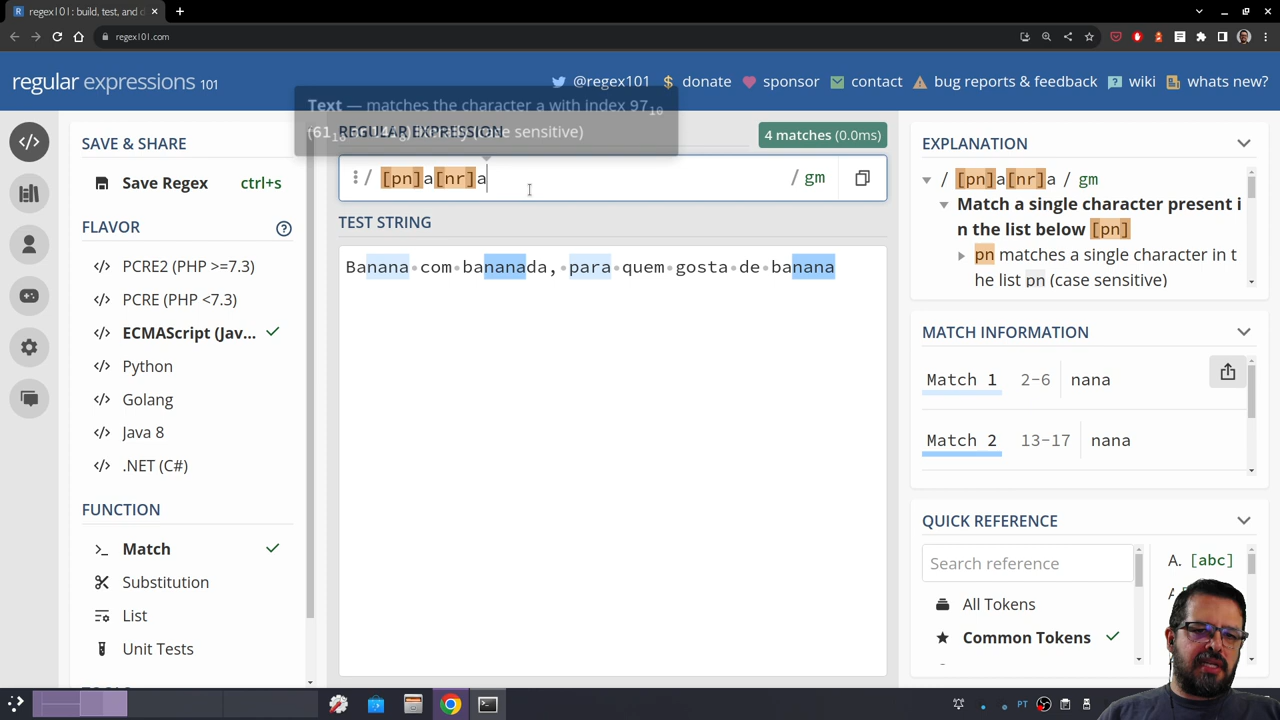 regex101: build, test, and d
regex101.com
regular expressions 101
@regex101
$ donate
sponsor
contact
bug reports & feedback
wiki
whats new?
SAVE & SHARE
Save Regex ctrl+s
FLAVOR
PCRE2 (PHP >=7.3)
PCRE (PHP <7.3)
ECMAScript (Jav...
Python
Golang
Java 8
.NET (C#)
FUNCTION
Match
Substitution
List
Unit Tests
Text — matches the character a with index 97₁₀
REGULAR EXPRESSION
4 matches (0.0ms)
/ [pn]a[nr]a / gm
TEST STRING
Banana·com·bananada,·para·quem·gosta·de·banana
EXPLANATION
/ [pn]a[nr]a / gm
Match a single character present i
n the list below [pn]
pn matches a single character in t
he list pn (case sensitive)
MATCH INFORMATION
Match 1 2-6 nana
Match 2 13-17 nana
QUICK REFERENCE
Search reference
A. [abc]
All Tokens
Common Tokens
PT